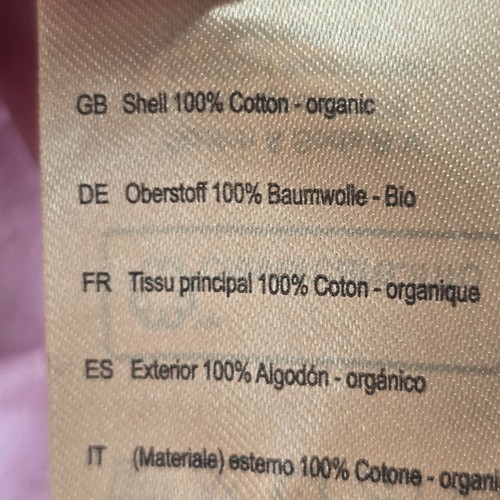 GB Shell 100% Cotton - organic
DE Oberstoff 100% Baumwolle - Bio
FR Tissu principal 100% Coton - organique
ES Exterior 100% Algodón - orgánico
IT (Materiale) esterno 100% Cotone -